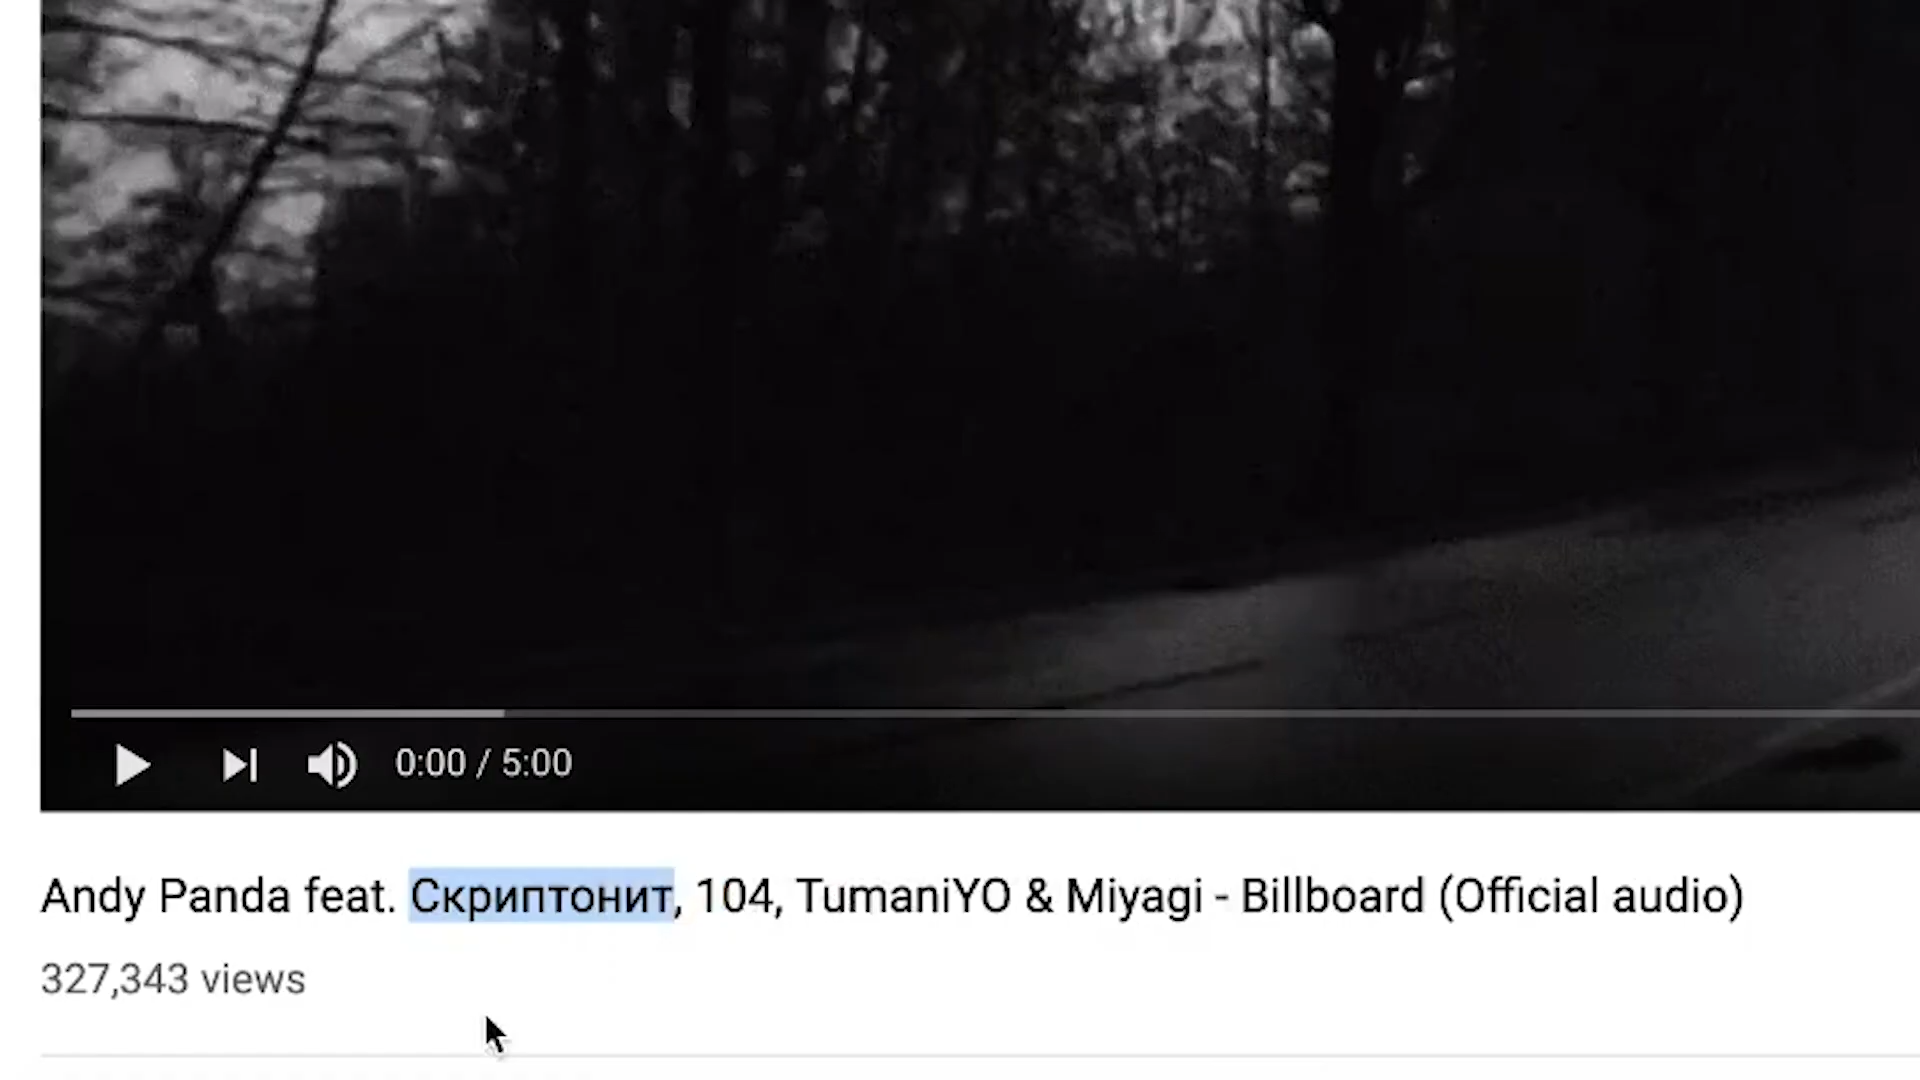 0:00 / 5:00
Andy Panda feat. Скриптонит, 104, TumaniYO & Miyagi - Billboard (Official audio)
327,343 views